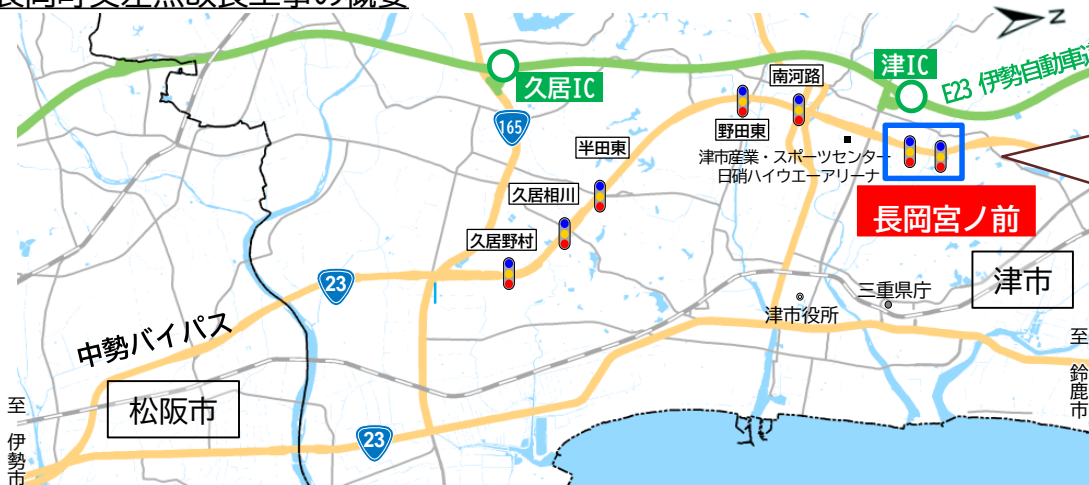 長岡町交差点改良工事の概要
Z
南河路
津IC
E23 伊勢自動車道
久居IC
165
野田東
半田東
津市産業・スポーツセンター
日硝ハイウエーアリーナ
久居相川
長岡宮ノ前
久居野村
23
三重県庁
津市
津市役所
中勢バイパス
至 鈴鹿市
松阪市
至 伊勢市
23